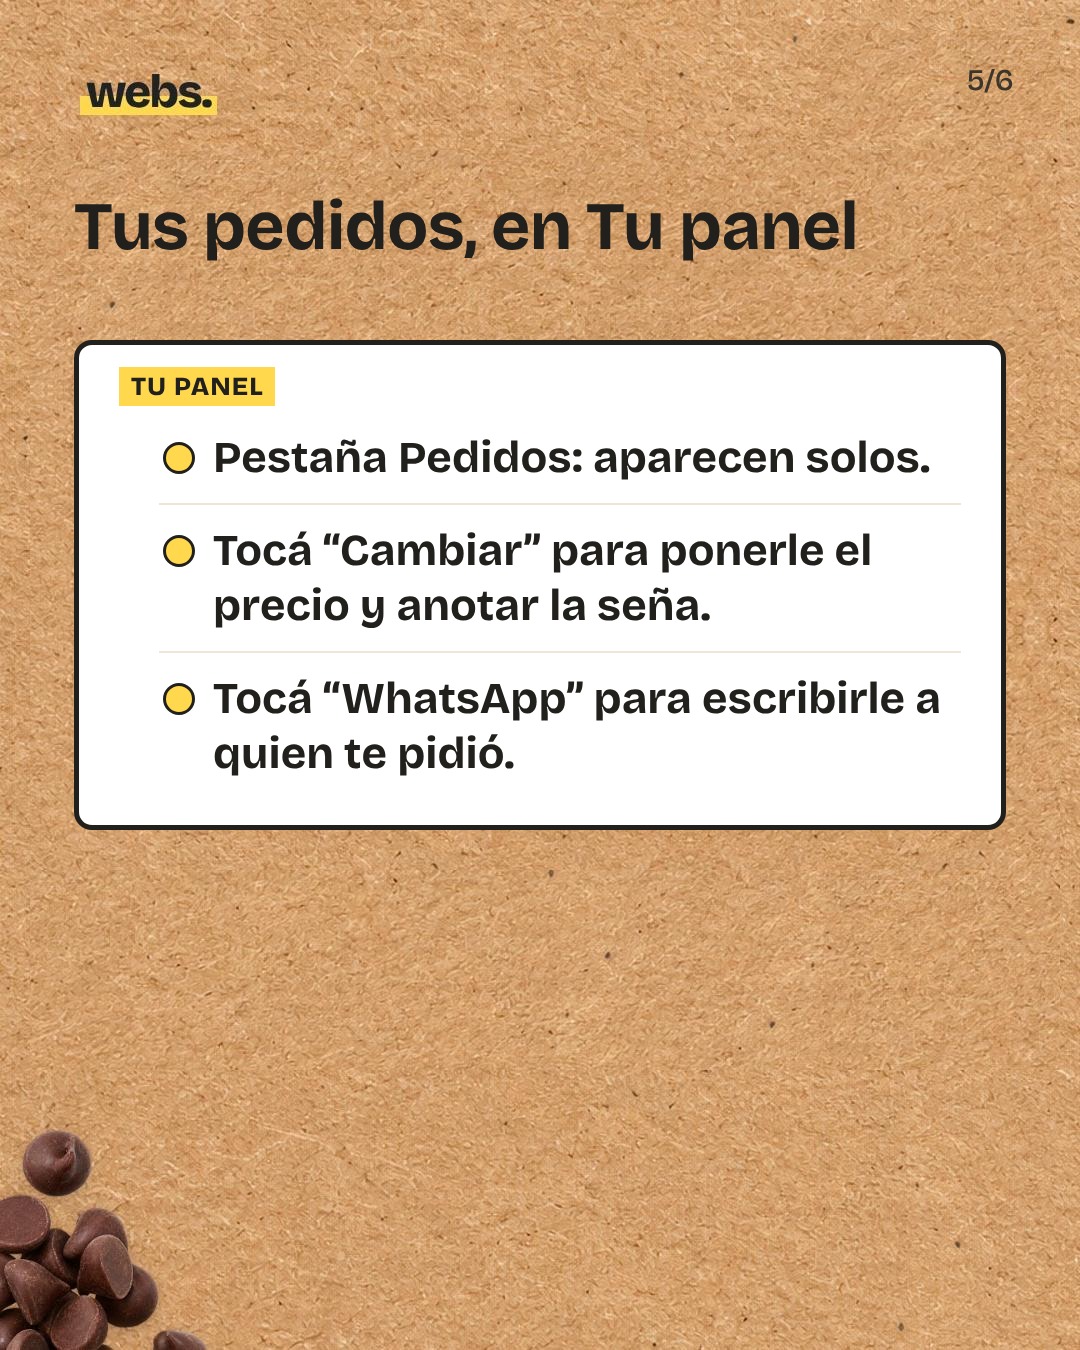 webs.
5/6
Tus pedidos, en Tu panel
TU PANEL
Pestaña Pedidos: aparecen solos.
Tocá “Cambiar” para ponerle el
precio y anotar la seña.
Tocá “WhatsApp” para escribirle a
quien te pidió.